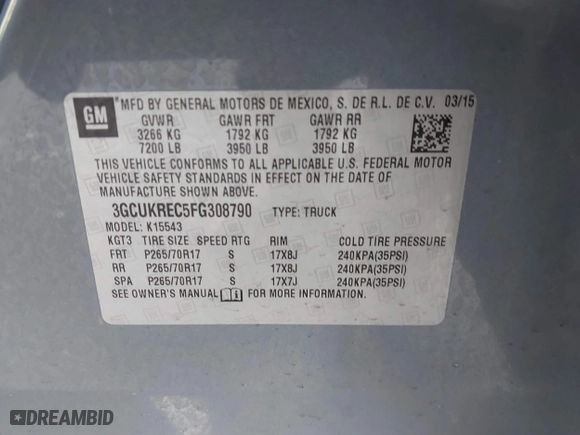 GM
MFD BY GENERAL MOTORS DE MEXICO, S. DE R.L. DE C.V. 03/15
GVWR GAWR FRT GAWR RR
3266 KG 1792 KG 1792 KG
7200 LB 3950 LB 3950 LB
THIS VEHICLE CONFORMS TO ALL APPLICABLE U.S. FEDERAL MOTOR
VEHICLE SAFETY STANDARDS IN EFFECT ON THE DATE OF
MANUFACTURE SHOWN ABOVE.
3GCUKREC5FG308790 TYPE: TRUCK
MODEL: K15543
KGT3 TIRE SIZE SPEED RTG RIM COLD TIRE PRESSURE
FRT P265/70R17 S 17X8J 240KPA(35PSI)
RR P265/70R17 S 17X8J 240KPA(35PSI)
SPA P265/70R17 S 17X7J 240KPA(35PSI)
SEE OWNER'S MANUAL FOR MORE INFORMATION.
DREAMBID